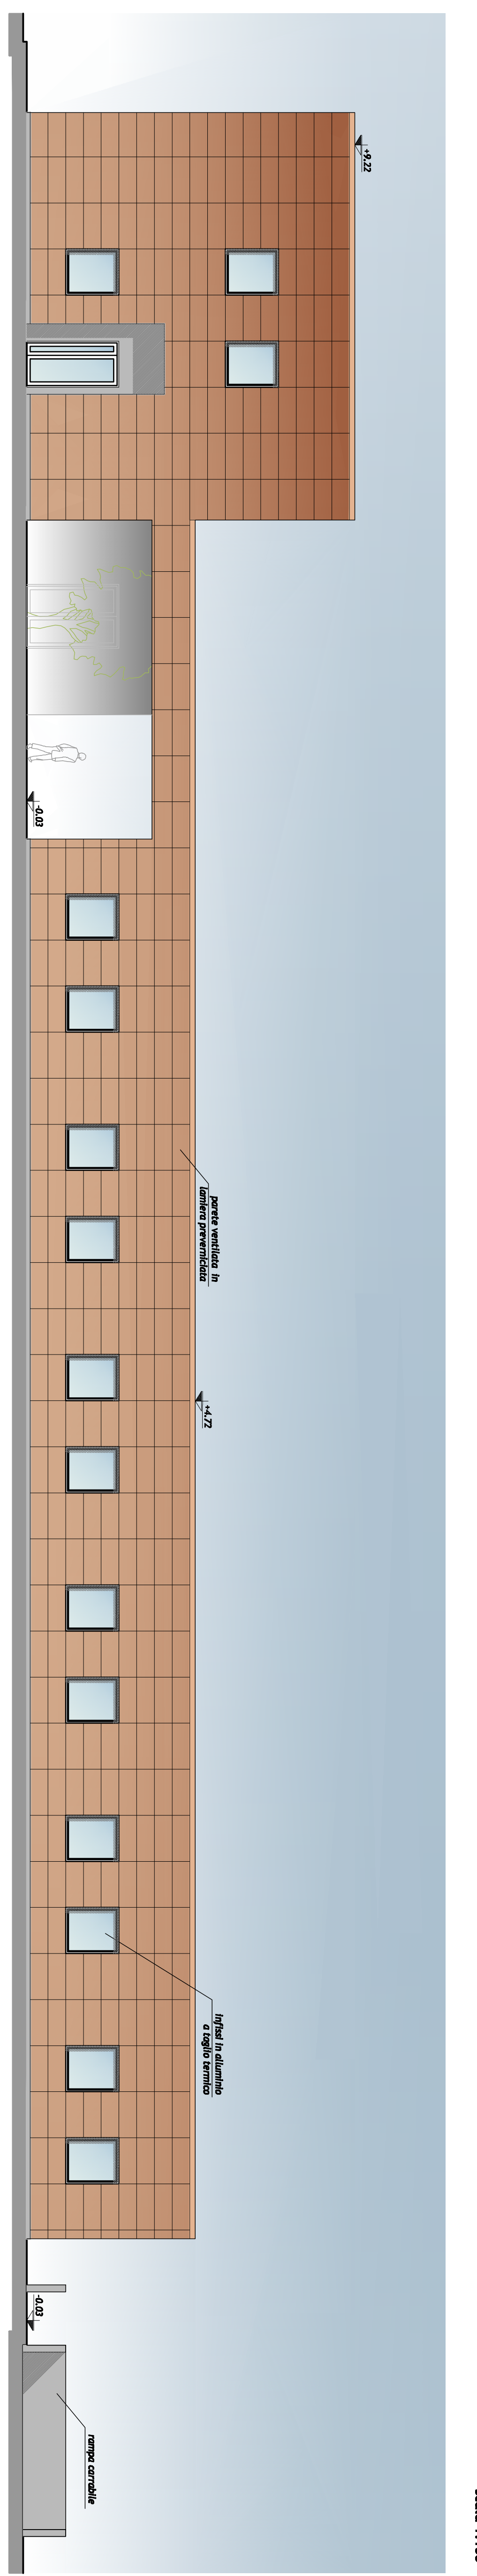 +9.22
-0.03
parete ventilata in
lamiera preverniciata
+4.72
infissi in alluminio
a taglio termico
-0.03
rampa carrabile